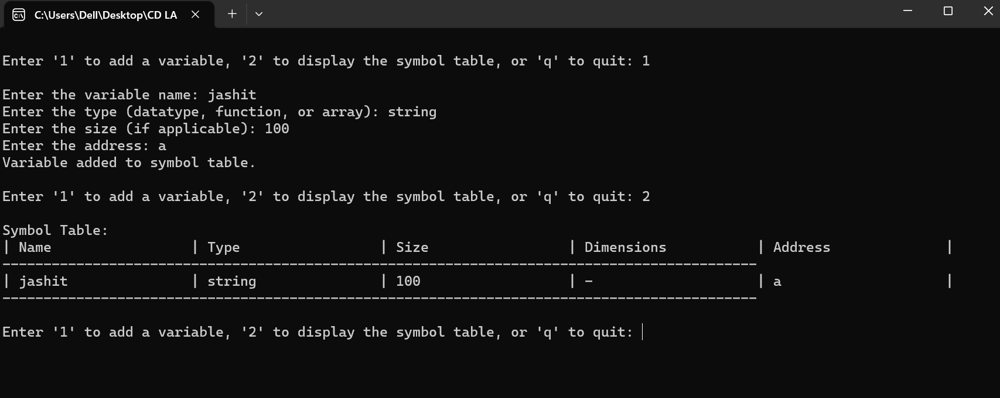 C:\Users\Dell\Desktop\CD LA
Enter '1' to add a variable, '2' to display the symbol table, or 'q' to quit: 1
Enter the variable name: jashit
Enter the type (datatype, function, or array): string
Enter the size (if applicable): 100
Enter the address: a
Variable added to symbol table.
Enter '1' to add a variable, '2' to display the symbol table, or 'q' to quit: 2
Symbol Table:
| Name                 | Type                 | Size                 | Dimensions           | Address              |
--------------------------------------------------------------------------------------------
| jashit               | string               | 100                  | -                    | a                    |
--------------------------------------------------------------------------------------------
Enter '1' to add a variable, '2' to display the symbol table, or 'q' to quit: